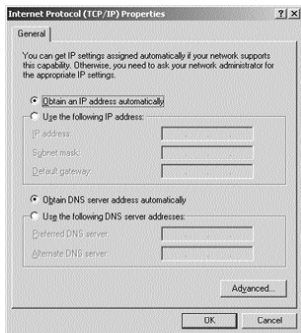 Internet Protocol (TCP/IP) Properties
General
You can get IP settings assigned automatically if your network supports
this capability. Otherwise, you need to ask your network administrator for
the appropriate IP settings.
Obtain an IP address automatically
Use the following IP address:
IP address:
Subnet mask:
Default gateway:
Obtain DNS server address automatically
Use the following DNS server addresses:
Preferred DNS server:
Alternate DNS server:
Advanced...
OK Cancel